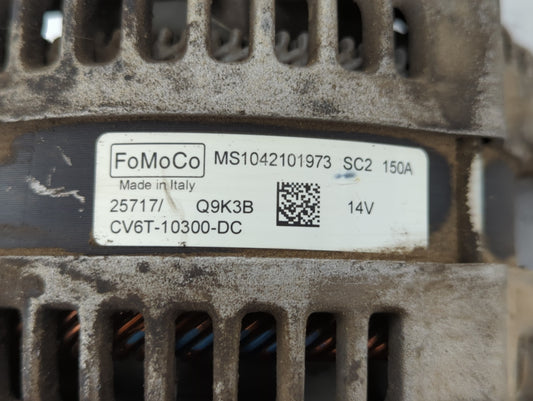 FoMoCo MS1042101973 SC2 150A
Made in Italy
25717/ Q9K3B 14V
CV6T-10300-DC